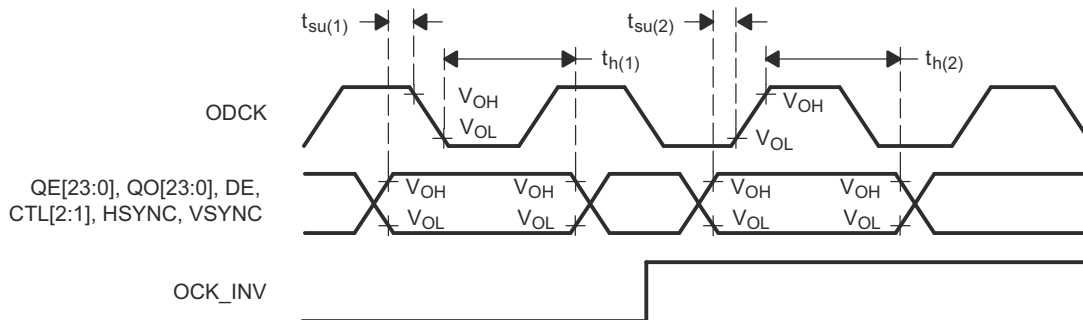 tsu(1)
tsu(2)
th(1)
th(2)
ODCK
VOH
VOL
VOH
VOL
QE[23:0], QO[23:0], DE,
CTL[2:1], HSYNC, VSYNC
VOH
VOH
VOH
VOH
VOL
VOL
VOL
VOL
OCK_INV